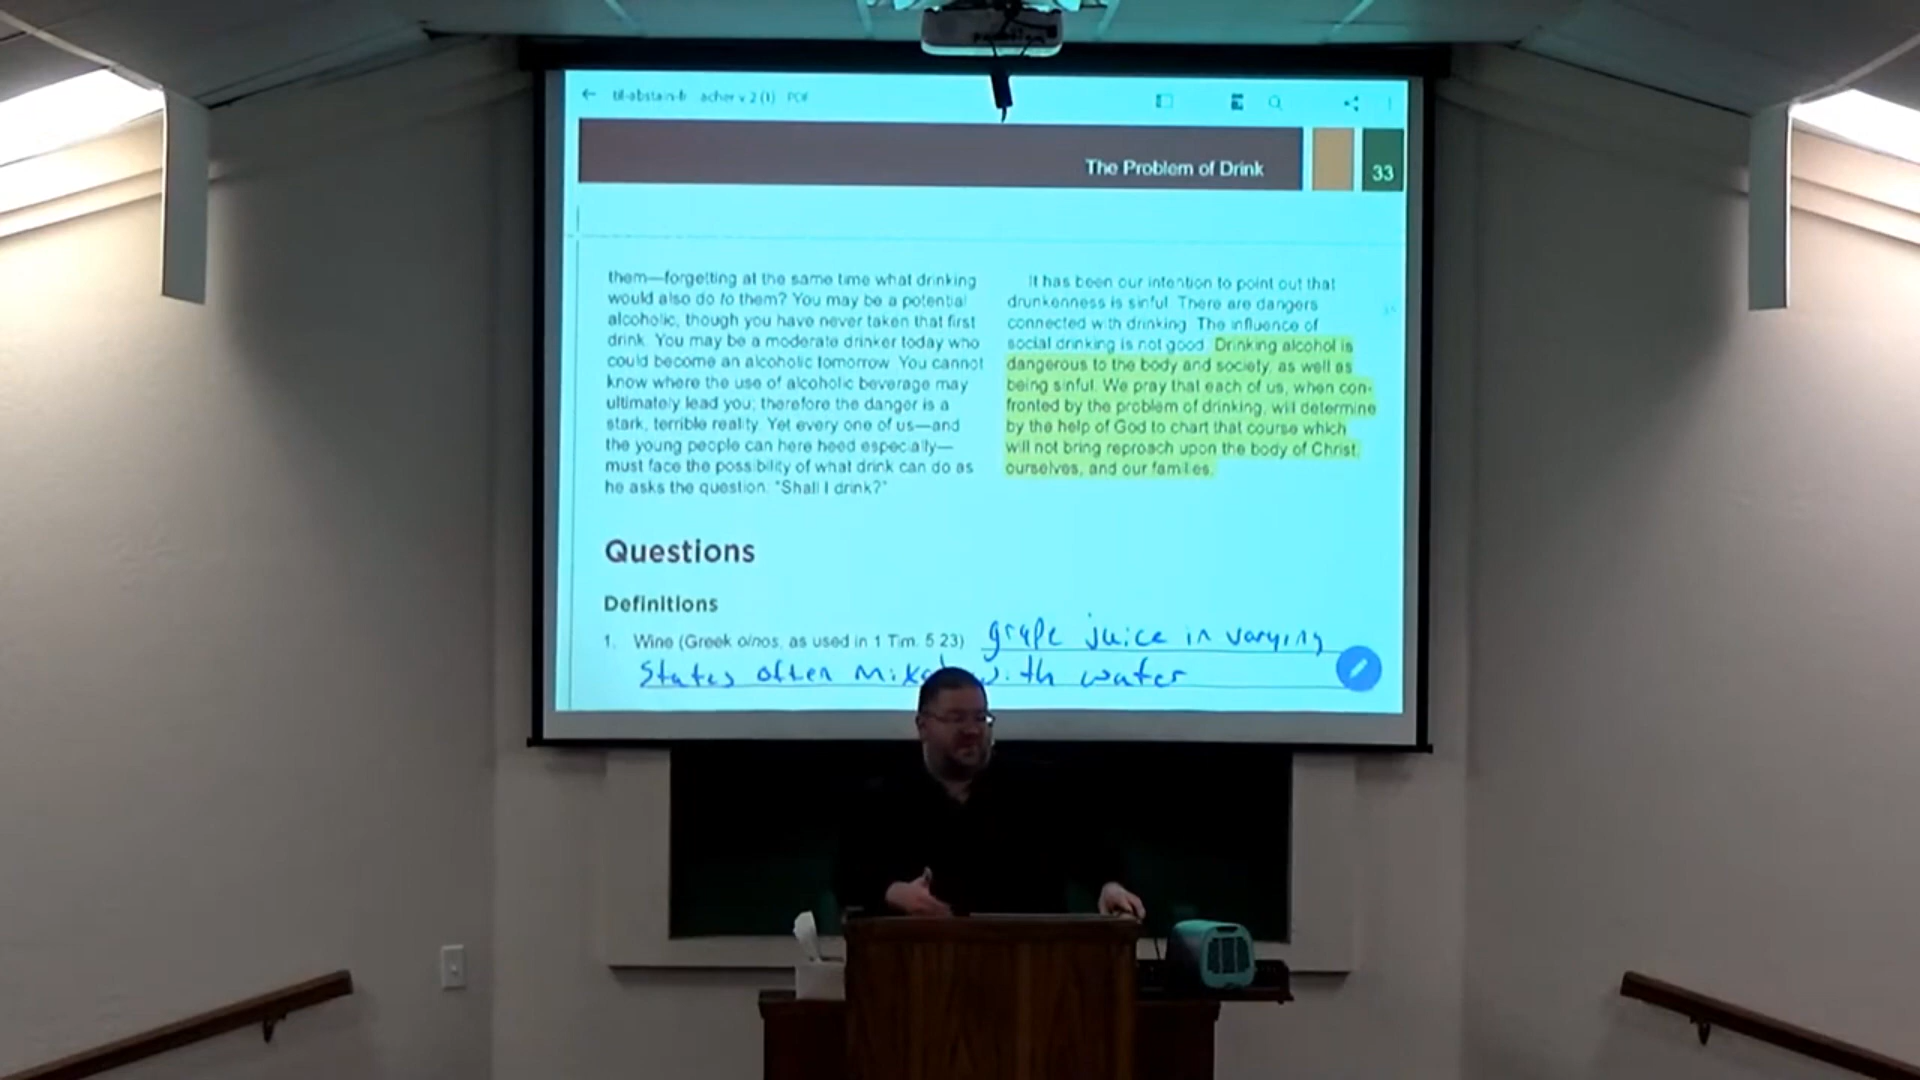 acher v 2 (1) PDF
The Problem of Drink
33
them—forgetting at the same time what drinking
would also do to them? You may be a potential
alcoholic, though you have never taken that first
drink. You may be a moderate drinker today who
could become an alcoholic tomorrow. You cannot
know where the use of alcoholic beverage may
ultimately lead you; therefore the danger is a
stark, terrible reality. Yet every one of us—and
the young people can here heed especially—
must face the possibility of what drink can do as
he asks the question: "Shall I drink?"
It has been our intention to point out that
drunkenness is sinful. There are dangers
connected with drinking. The influence of
social drinking is not good. Drinking alcohol is
dangerous to the body and society, as well as
being sinful. We pray that each of us, when con-
fronted by the problem of drinking, will determine
by the help of God to chart that course which
will not bring reproach upon the body of Christ,
ourselves, and our families.
Questions
Definitions
1. Wine (Greek oinos, as used in 1 Tim. 5:23) grape juice in varying
states often with water